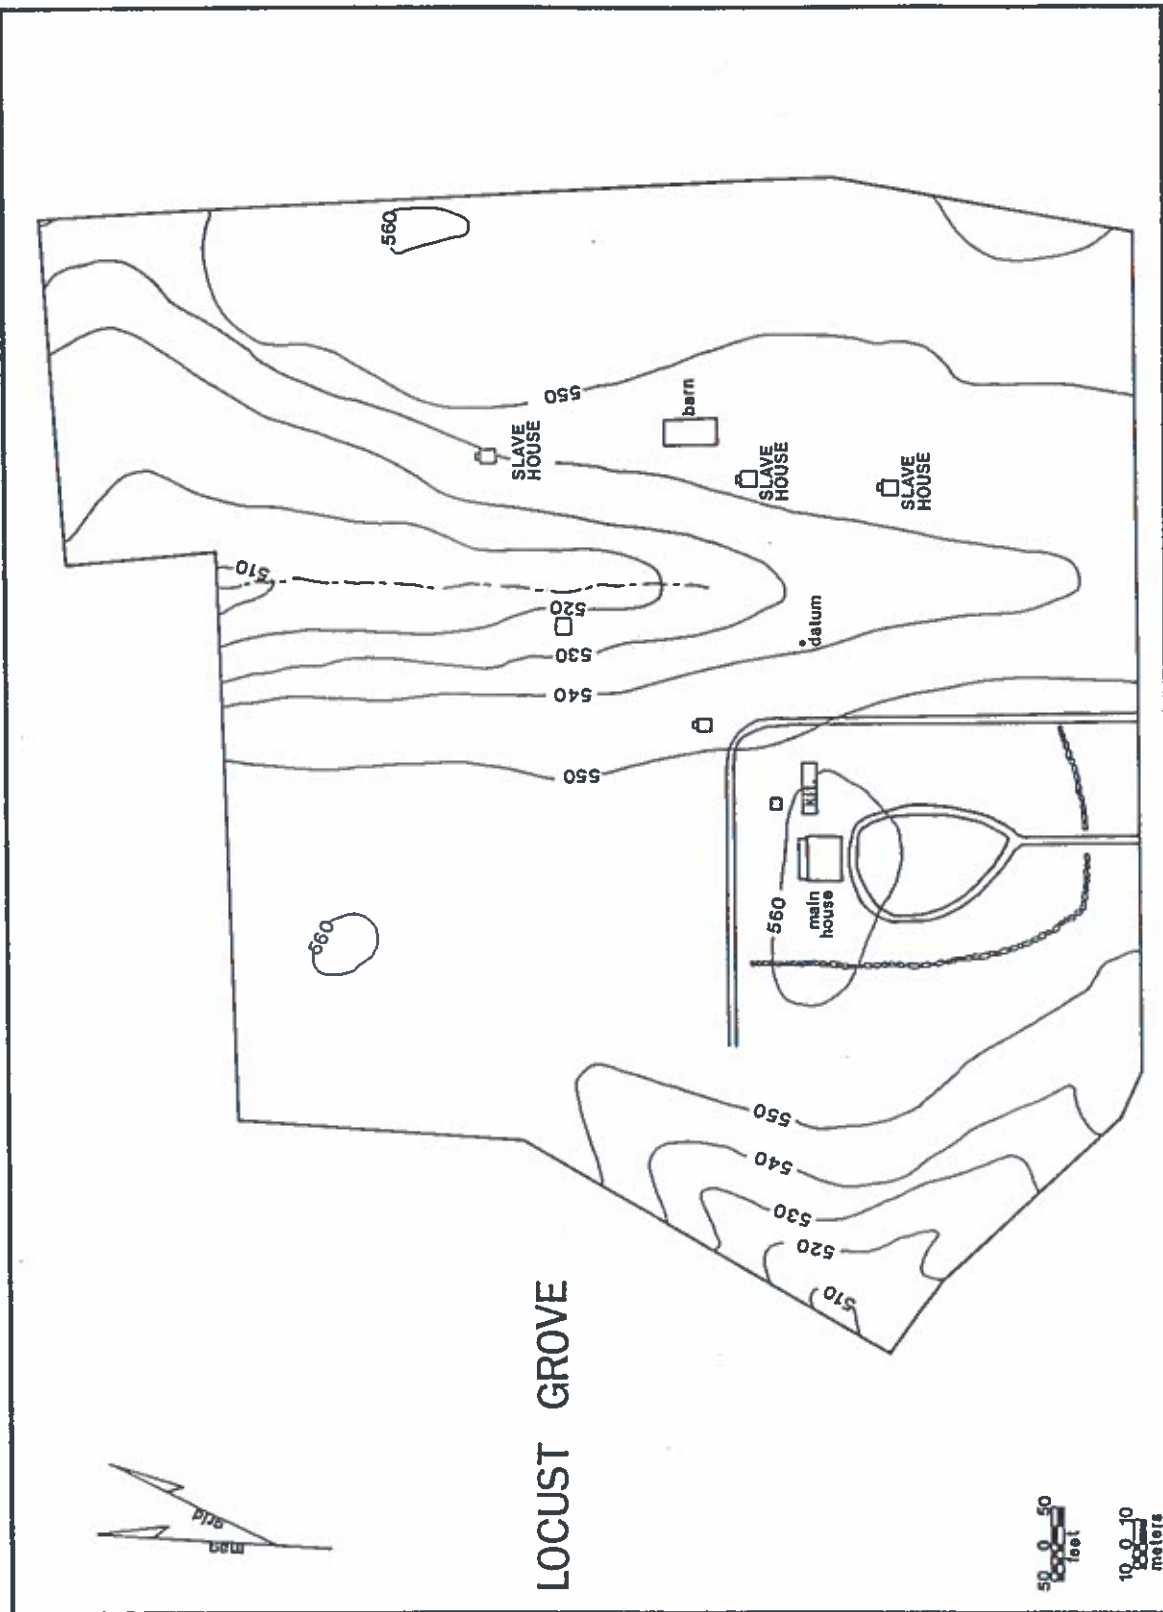 LOCUST GROVE
mag
grid
50 0 50
feet
10 0 10
meters
560
560
560
550
550
550
540
540
530
530
520
520
510
510
SLAVE
HOUSE
SLAVE
HOUSE
SLAVE
HOUSE
barn
datum
kit.
main
house